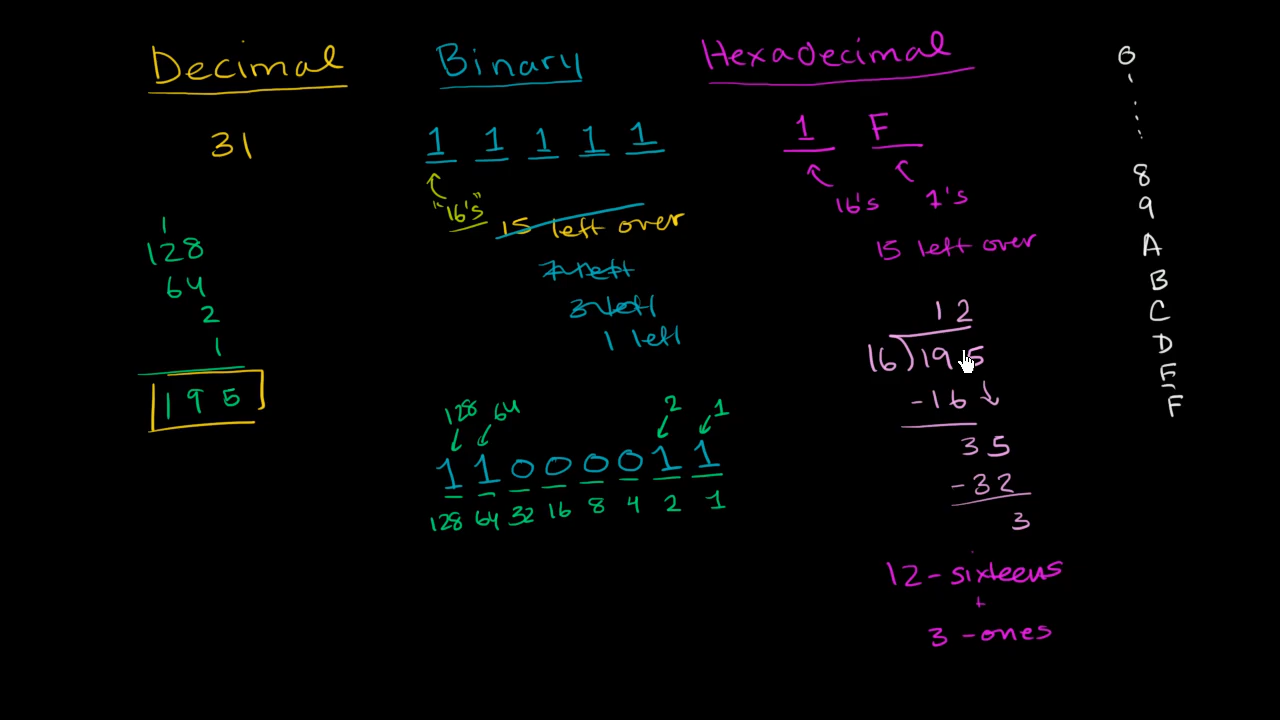 Decimal
31
1
128
64
2
1
195
Binary
1 1 1 1 1
"16's"
15 left over
7 left
3 left
1 left
128 64 2 1
1 1 0 0 0 0 1 1
128 64 32 16 8 4 2 1
Hexadecimal
1 F
16's 1's
15 left over
12
16)195
-16
35
-32
3
12-sixteens
+
3-ones
0
1
8
9
A
B
C
D
E
F